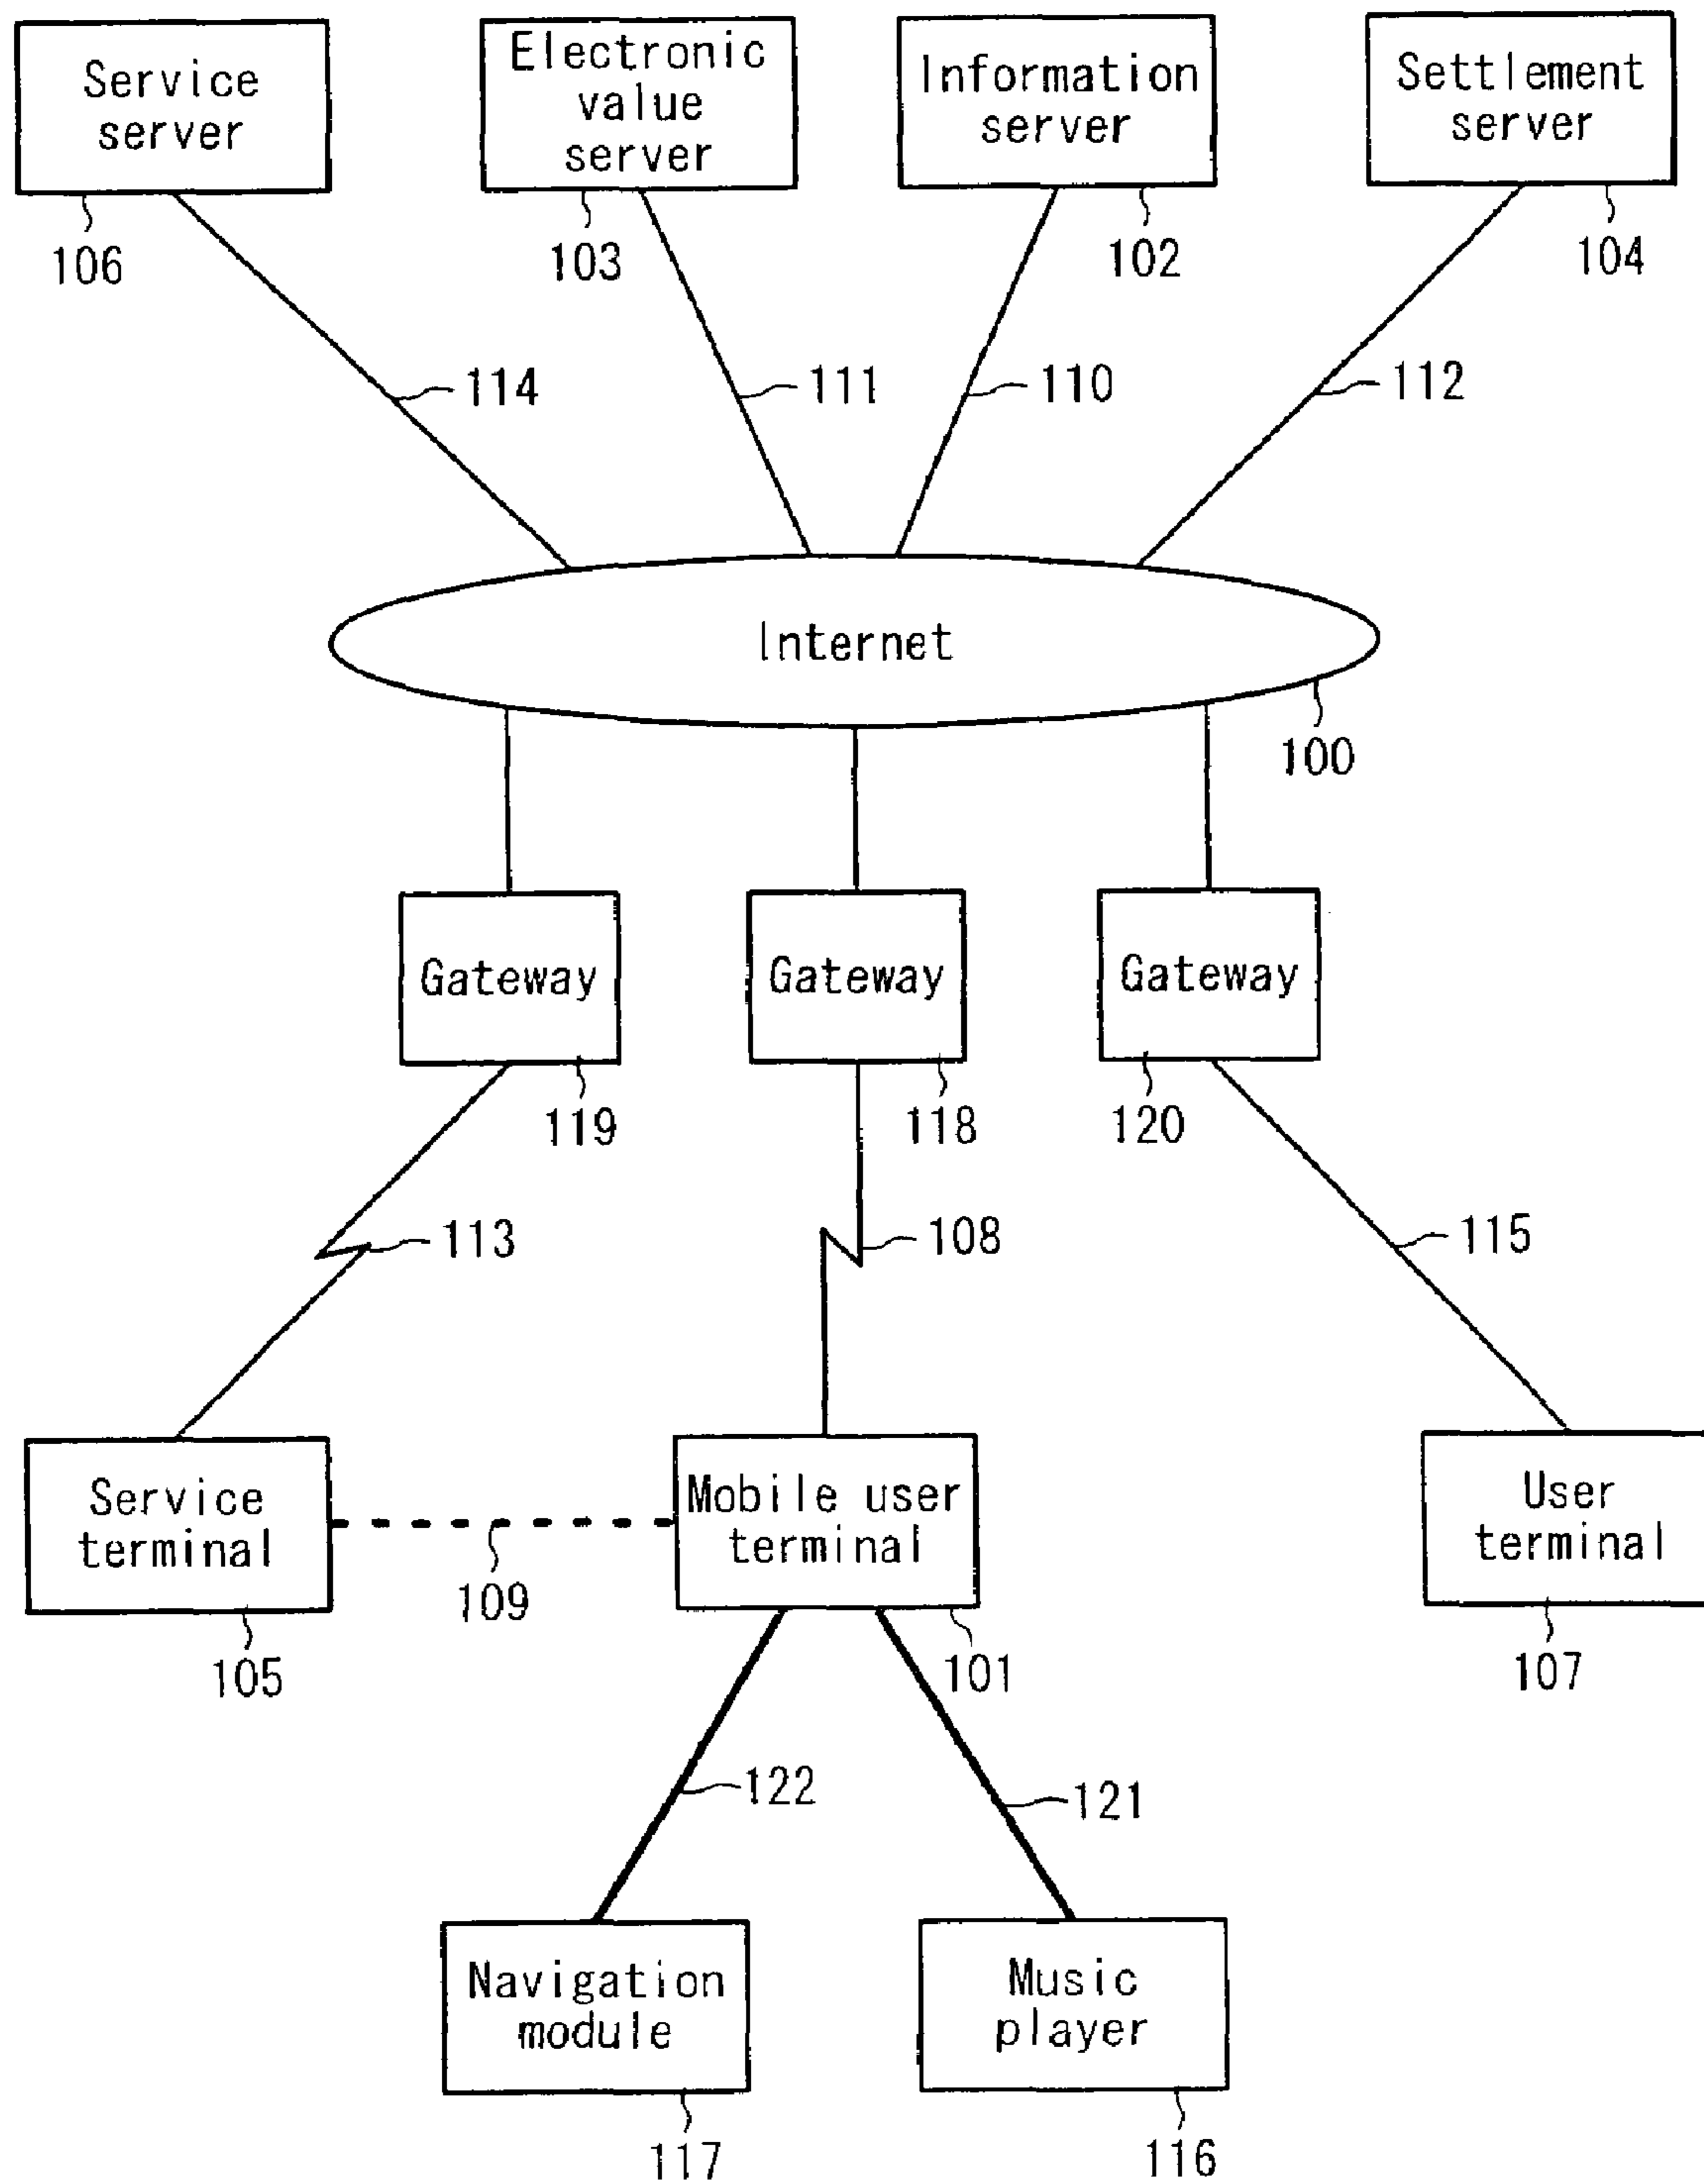 Service
server
106
Electronic
value
server
103
Information
server
102
Settlement
server
104
114
111
110
112
Internet
100
Gateway
119
Gateway
118
Gateway
120
113
108
115
Service
terminal
105
109
Mobile user
terminal
101
User
terminal
107
122
121
Navigation
module
117
Music
player
116